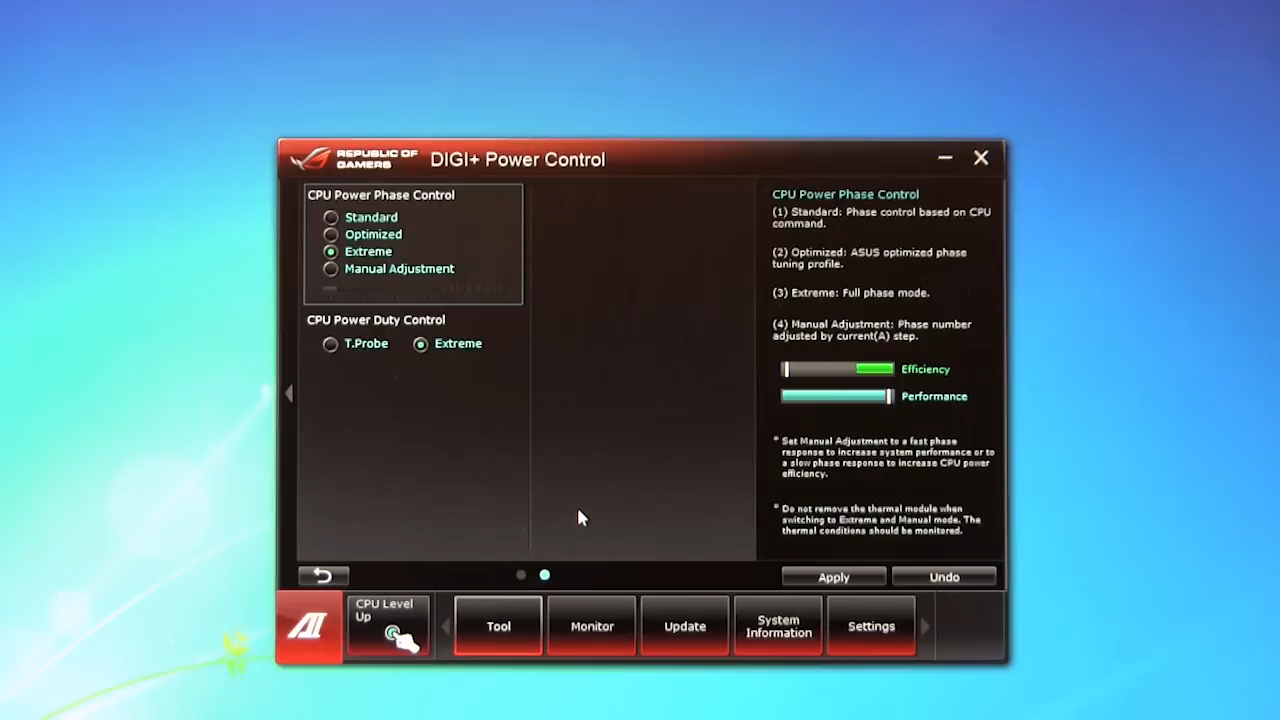 REPUBLIC OF
GAMERS
DIGI+ Power Control
CPU Power Phase Control
Standard
Optimized
Extreme
Manual Adjustment
CPU Power Duty Control
T.Probe
Extreme
CPU Power Phase Control
(1) Standard: Phase control based on CPU
command.
(2) Optimized: ASUS optimized phase
tuning profile.
(3) Extreme: Full phase mode.
(4) Manual Adjustment: Phase number
adjusted by current(A) step.
Efficiency
Performance
* Set Manual Adjustment to a fast phase
response to increase system performance or to
a slow phase response to increase CPU power
efficiency.
* Do not remove the thermal module when
switching to Extreme and Manual mode. The
thermal conditions should be monitored.
Apply
Undo
CPU Level
Up
Tool
Monitor
Update
System
Information
Settings